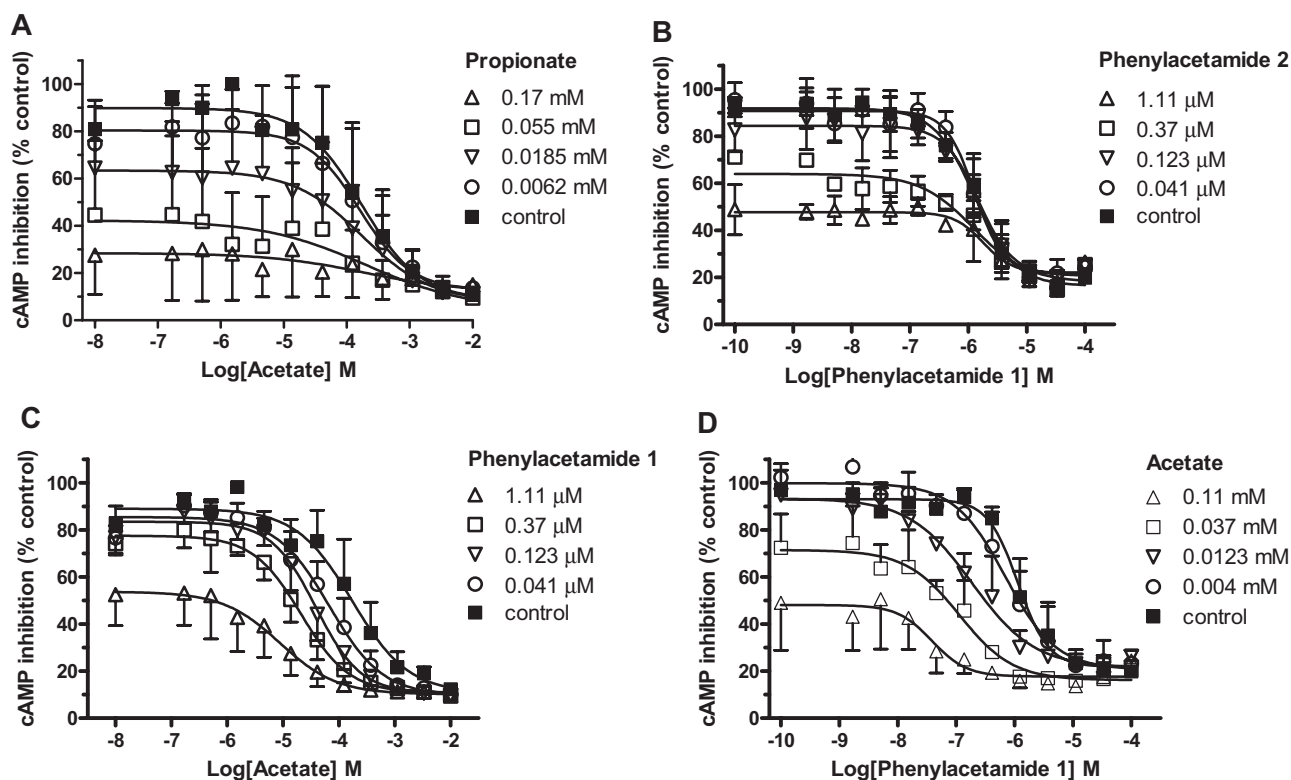 A
cAMP inhibition (% control)
100
80
60
40
20
0
-8 -7 -6 -5 -4 -3 -2
Log[Acetate] M
Propionate
0.17 mM
0.055 mM
0.0185 mM
0.0062 mM
control
B
cAMP inhibition (% control)
100
80
60
40
20
0
-10 -9 -8 -7 -6 -5 -4
Log[Phenylacetamide 1] M
Phenylacetamide 2
1.11 μM
0.37 μM
0.123 μM
0.041 μM
control
C
cAMP inhibition (% control)
100
80
60
40
20
0
-8 -7 -6 -5 -4 -3 -2
Log[Acetate] M
Phenylacetamide 1
1.11 μM
0.37 μM
0.123 μM
0.041 μM
control
D
cAMP inhibition (% control)
100
80
60
40
20
0
-10 -9 -8 -7 -6 -5 -4
Log[Phenylacetamide 1] M
Acetate
0.11 mM
0.037 mM
0.0123 mM
0.004 mM
control